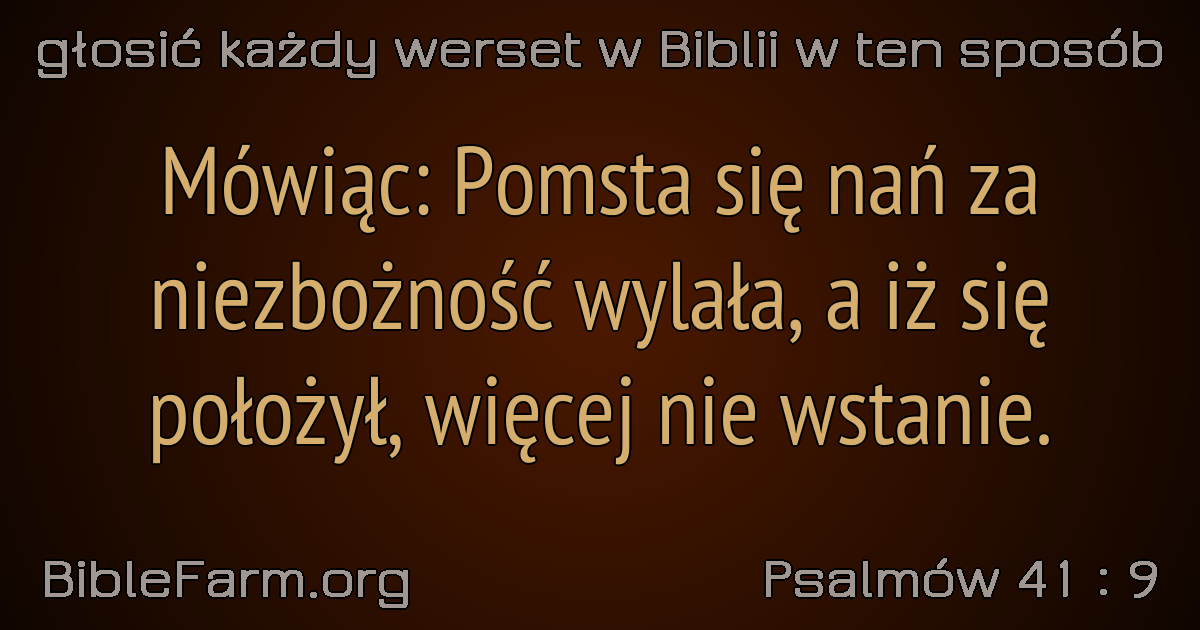 głosić każdy werset w Biblii w ten sposób
Mówiąc: Pomsta się nań za
niezbożność wylała, a iż się
położył, więcej nie wstanie.
BibleFarm.org
Psalmów 41 : 9